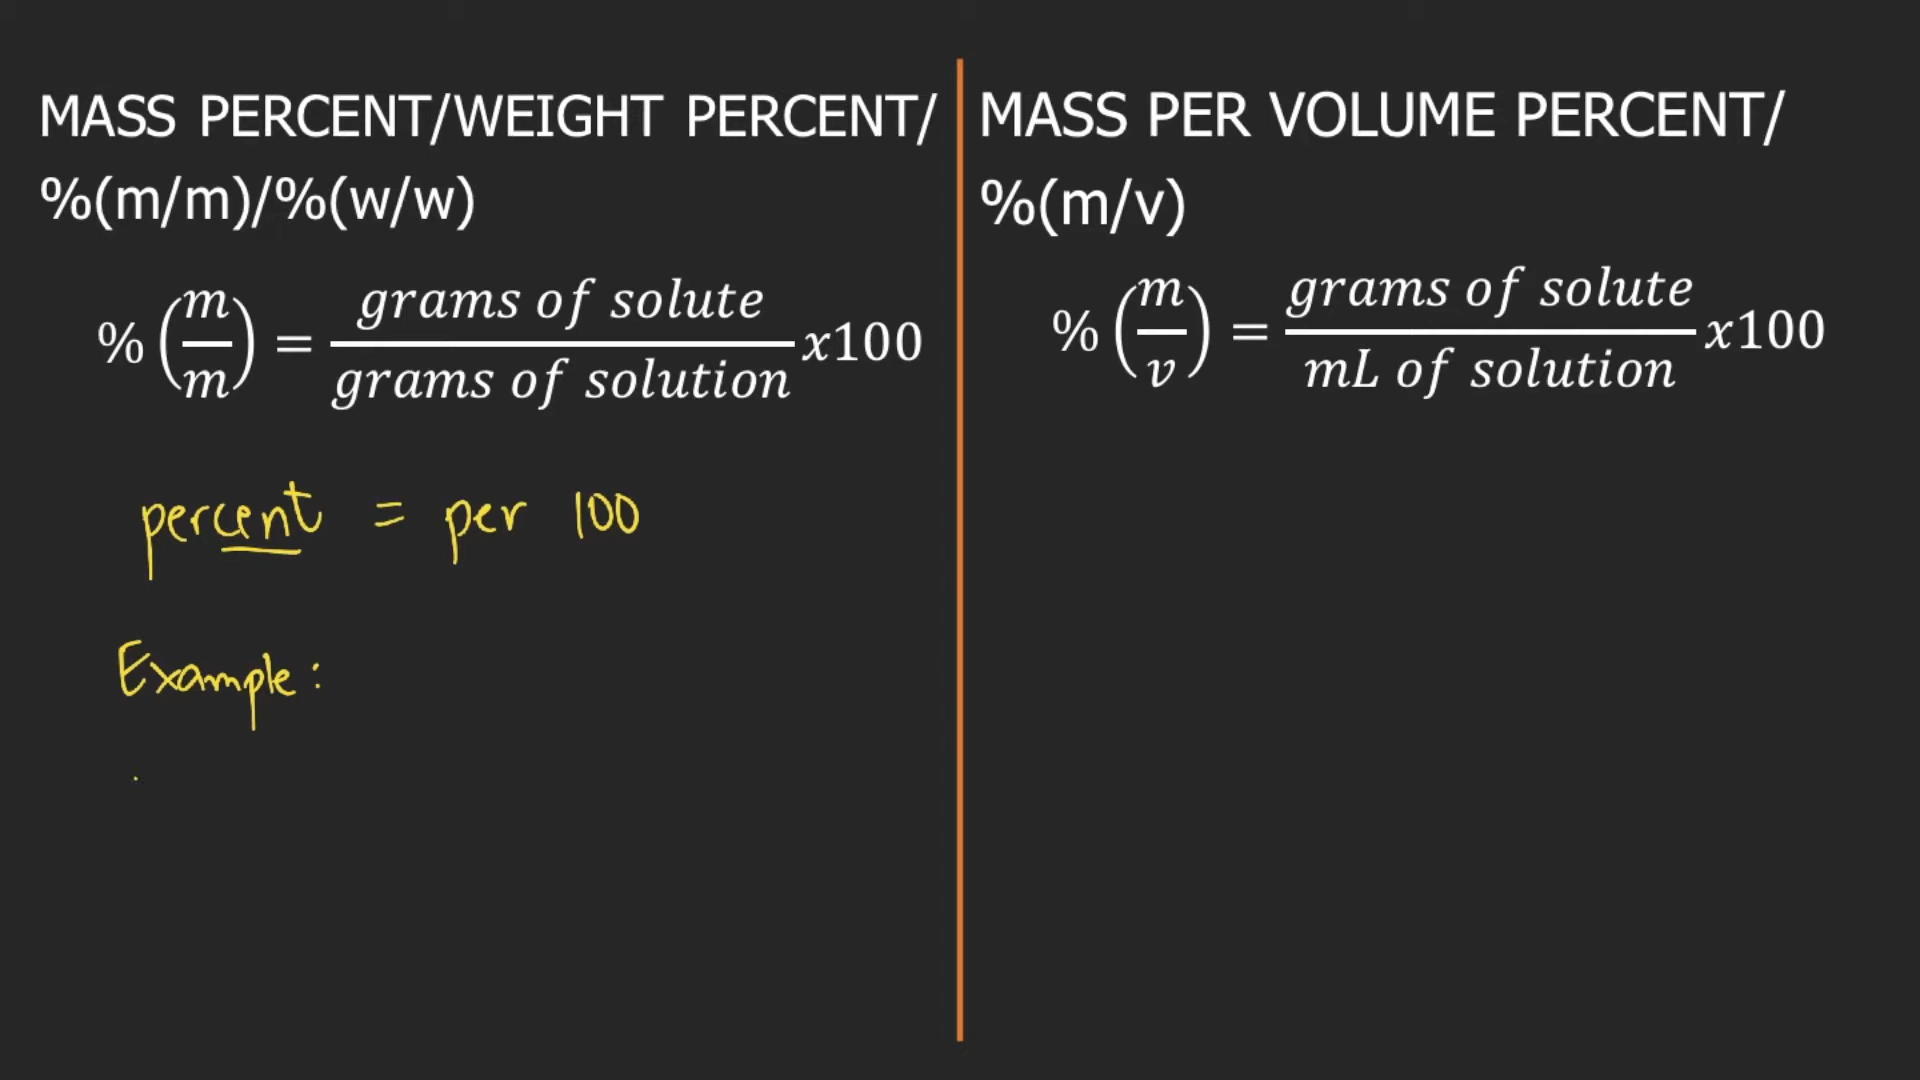 MASS PERCENT/WEIGHT PERCENT/
%(m/m)/%(w/w)
% (m/m) = grams of solute / grams of solution x100
percent = per 100
Example:
MASS PER VOLUME PERCENT/
%(m/v)
% (m/v) = grams of solute / mL of solution x100